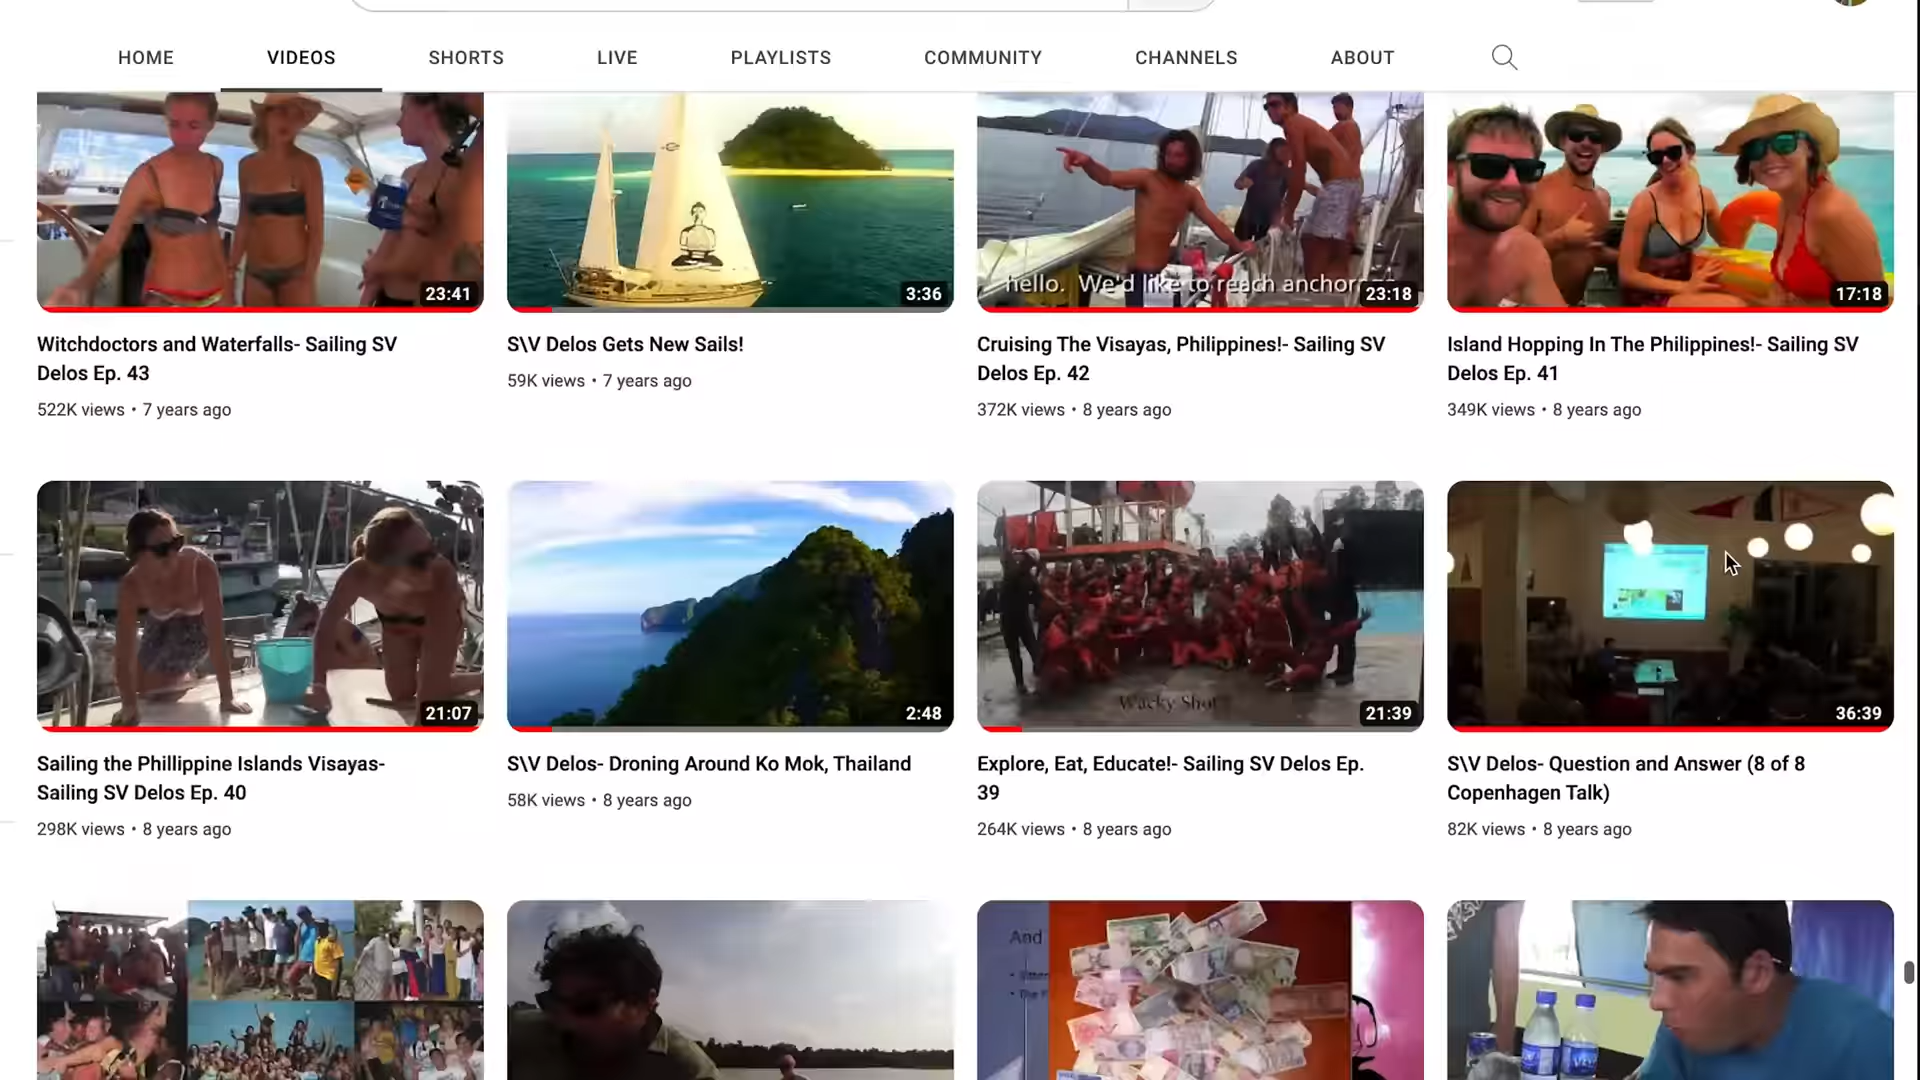 HOME VIDEOS SHORTS LIVE PLAYLISTS COMMUNITY CHANNELS ABOUT
hello. We'd like to reach
23:41
3:36
23:18
17:18
Witchdoctors and Waterfalls- Sailing SV
Delos Ep. 43
522K views • 7 years ago
S\V Delos Gets New Sails!
59K views • 7 years ago
Cruising The Visayas, Philippines!- Sailing SV
Delos Ep. 42
372K views • 8 years ago
Island Hopping In The Philippines!- Sailing SV
Delos Ep. 41
349K views • 8 years ago
Wacky Shot
21:07
2:48
21:39
36:39
Sailing the Phillippine Islands Visayas-
Sailing SV Delos Ep. 40
298K views • 8 years ago
S\V Delos- Droning Around Ko Mok, Thailand
58K views • 8 years ago
Explore, Eat, Educate!- Sailing SV Delos Ep.
39
264K views • 8 years ago
S\V Delos- Question and Answer (8 of 8
Copenhagen Talk)
82K views • 8 years ago
And